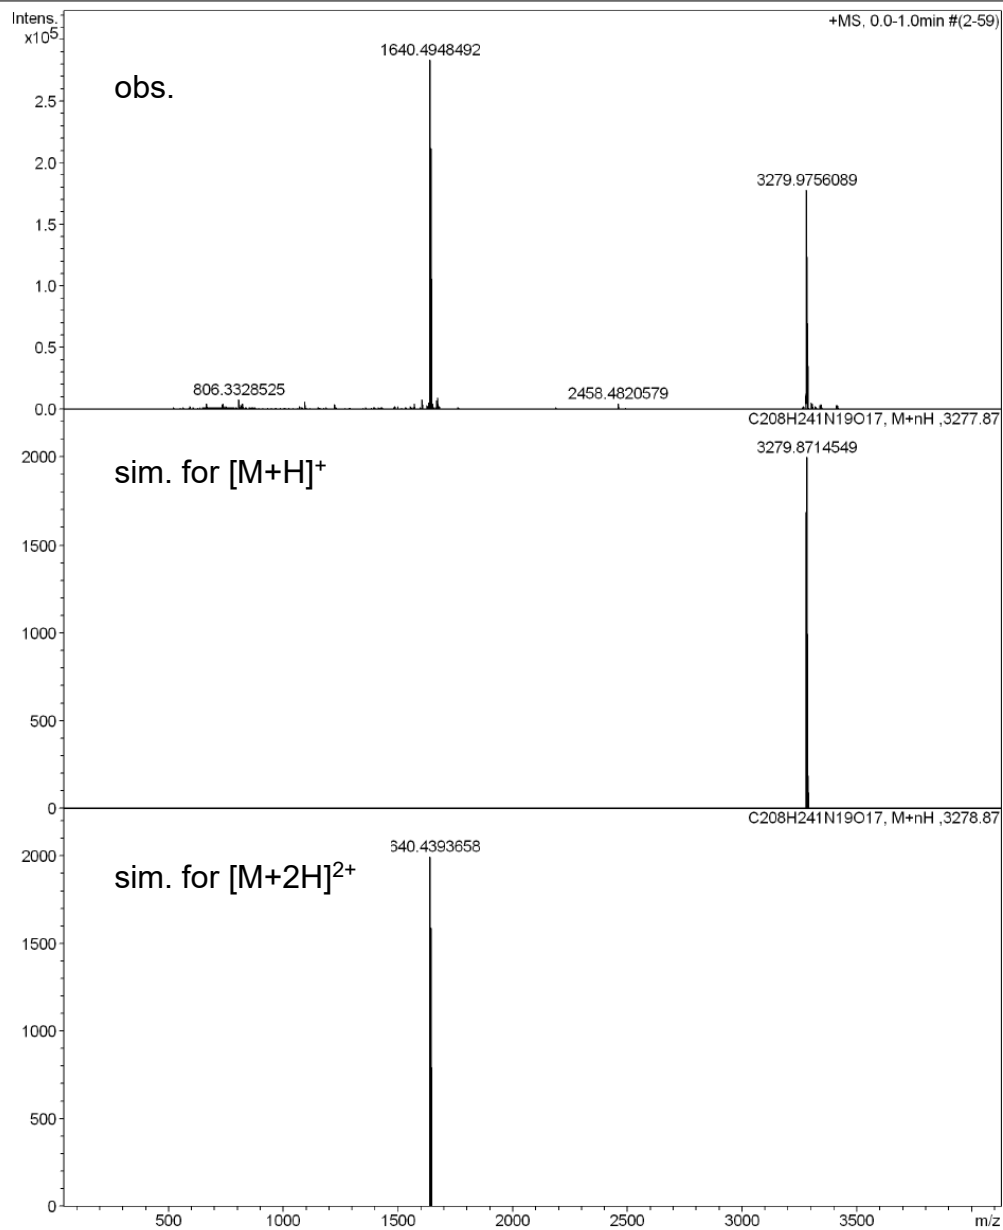 Intens.
x10⁵
+MS, 0.0-1.0min #(2-59)
1640.4948492
obs.
2.5
2.0
3279.9756089
1.5
1.0
0.5
806.3328525
2458.4820579
0.0
C208H241N19O17, M+nH ,3277.87
2000
3279.8714549
sim. for [M+H]⁺
1500
1000
500
0
C208H241N19O17, M+nH ,3278.87
640.4393658
2000
sim. for [M+2H]²⁺
1500
1000
500
0
500 1000 1500 2000 2500 3000 3500 m/z